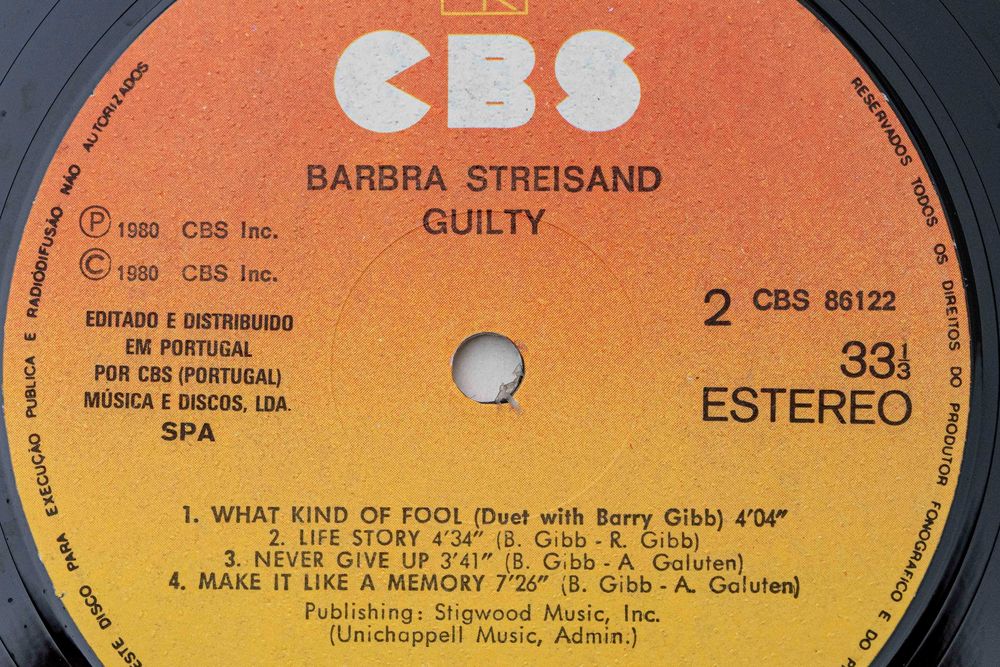 CBS
BARBRA STREISAND
GUILTY
Ⓟ 1980 CBS Inc.
© 1980 CBS Inc.
EDITADO E DISTRIBUIDO
EM PORTUGAL
POR CBS (PORTUGAL)
MÚSICA E DISCOS, LDA.
SPA
2 CBS 86122
33⅓
ESTEREO
1. WHAT KIND OF FOOL (Duet with Barry Gibb) 4'04"
2. LIFE STORY 4'34" (B. Gibb - R. Gibb)
3. NEVER GIVE UP 3'41" (B. Gibb - A. Galuten)
4. MAKE IT LIKE A MEMORY 7'26" (B. Gibb - A. Galuten)
Publishing: Stigwood Music, Inc.
(Unichappell Music, Admin.)
RESERVADOS TODOS OS DIREITOS DO PRODUTOR FONOGRAFICO E DO
ESTE DISCO PARA EXECUÇÃO PUBLICA E RADIODIFUSÃO NÃO AUTORIZADOS